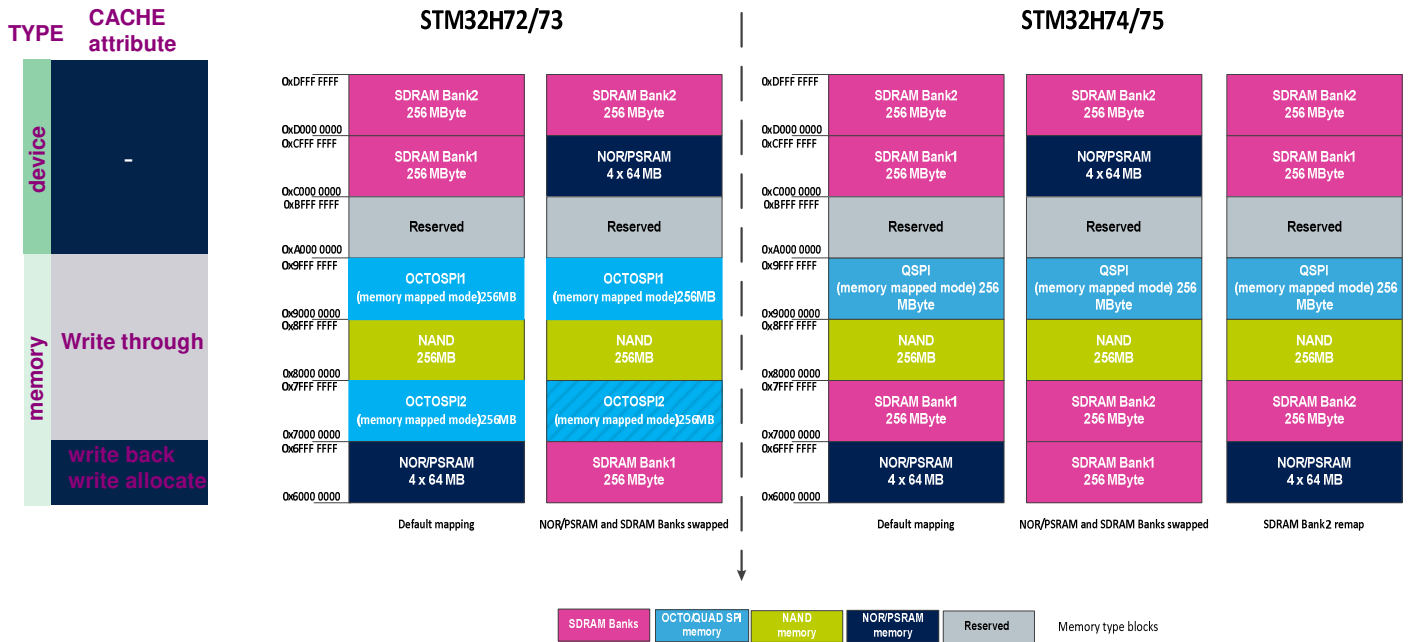 TYPE
CACHE
attribute
device
-
memory
Write through
write back
write allocate
STM32H72/73
0xDFFF FFFF
0xD000 0000
0xCFFF FFFF
0xC000 0000
0xBFFF FFFF
0xA000 0000
0x9FFF FFFF
0x9000 0000
0x8FFF FFFF
0x8000 0000
0x7FFF FFFF
0x7000 0000
0x6FFF FFFF
0x6000 0000
SDRAM Bank2
256 MByte
SDRAM Bank1
256 MByte
Reserved
OCTOSPI1
(memory mapped mode)256MB
NAND
256MB
OCTOSPI2
(memory mapped mode)256MB
NOR/PSRAM
4 x 64 MB
Default mapping
SDRAM Bank2
256 MByte
NOR/PSRAM
4 x 64 MB
Reserved
OCTOSPI1
(memory mapped mode)256MB
NAND
256MB
OCTOSPI2
(memory mapped mode)256MB
SDRAM Bank1
256 MByte
NOR/PSRAM and SDRAM Banks swapped
STM32H74/75
0xDFFF FFFF
0xD000 0000
0xCFFF FFFF
0xC000 0000
0xBFFF FFFF
0xA000 0000
0x9FFF FFFF
0x9000 0000
0x8FFF FFFF
0x8000 0000
0x7FFF FFFF
0x7000 0000
0x6FFF FFFF
0x6000 0000
SDRAM Bank2
256 MByte
SDRAM Bank1
256 MByte
Reserved
QSPI
(memory mapped mode) 256
MByte
NAND
256MB
SDRAM Bank1
256 MByte
NOR/PSRAM
4 x 64 MB
Default mapping
SDRAM Bank2
256 MByte
NOR/PSRAM
4 x 64 MB
Reserved
QSPI
(memory mapped mode) 256
MByte
NAND
256MB
SDRAM Bank2
256 MByte
SDRAM Bank1
256 MByte
NOR/PSRAM and SDRAM Banks swapped
SDRAM Bank2
256 MByte
SDRAM Bank1
256 MByte
Reserved
QSPI
(memory mapped mode) 256
MByte
NAND
256MB
SDRAM Bank2
256 MByte
NOR/PSRAM
4 x 64 MB
SDRAM Bank2 remap
SDRAM Banks
OCTO/QUAD SPI
memory
NAND
memory
NOR/PSRAM
memory
Reserved
Memory type blocks